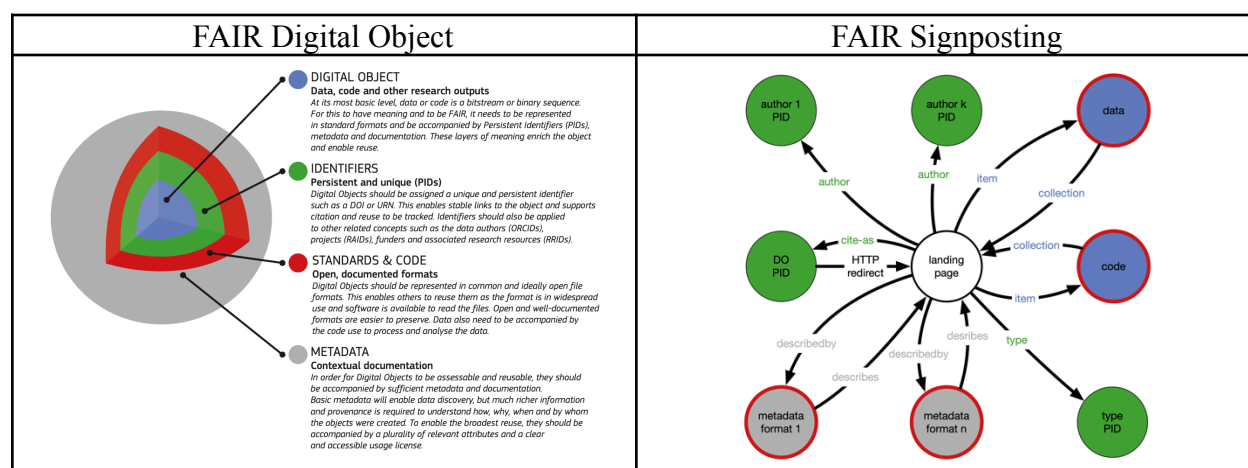 FAIR Digital Object
FAIR Signposting
DIGITAL OBJECT
Data, code and other research outputs
At its most basic level, data or code is a bitstream or binary sequence.
For this to have meaning and to be FAIR, it needs to be represented
in standard formats and be accompanied by Persistent Identifiers (PIDs),
metadata and documentation. These layers of meaning enrich the object
and enable reuse.
IDENTIFIERS
Persistent and unique (PIDs)
Digital Objects should be assigned a unique and persistent identifier
such as a DOI or URN. This enables stable links to the object and supports
citation and reuse to be tracked. Identifiers should also be applied
to other related concepts such as the data authors (ORCIDs),
projects (RAIDs), funders and associated research resources (RRIDs).
STANDARDS & CODE
Open, documented formats
Digital Objects should be represented in common and ideally open file
formats. This enables others to reuse them as the format is in widespread
use and software is available to read the files. Open and well-documented
formats are easier to preserve. Data also need to be accompanied by
the code use to process and analyse the data.
METADATA
Contextual documentation
In order for Digital Objects to be assessable and reusable, they should
be accompanied by sufficient metadata and documentation.
Basic metadata will enable data discovery, but much richer information
and provenance is required to understand how, why, when and by whom
the objects were created. To enable the broadest reuse, they should be
accompanied by a plurality of relevant attributes and a clear
and accessible usage license.
author 1
PID
author k
PID
data
author
author
item
collection
cite-as
DO
PID
HTTP
redirect
landing
page
collection
code
item
describedby
describes
describedby
desribes
type
metadata
format 1
metadata
format n
type
PID